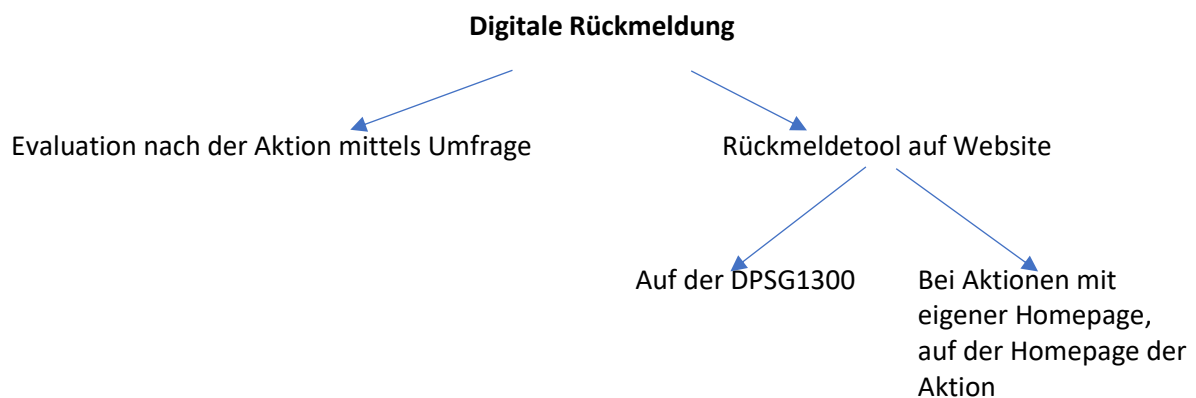 Digitale Rückmeldung
Evaluation nach der Aktion mittels Umfrage
Rückmeldetool auf Website
Auf der DPSG1300
Bei Aktionen mit
eigener Homepage,
auf der Homepage der
Aktion